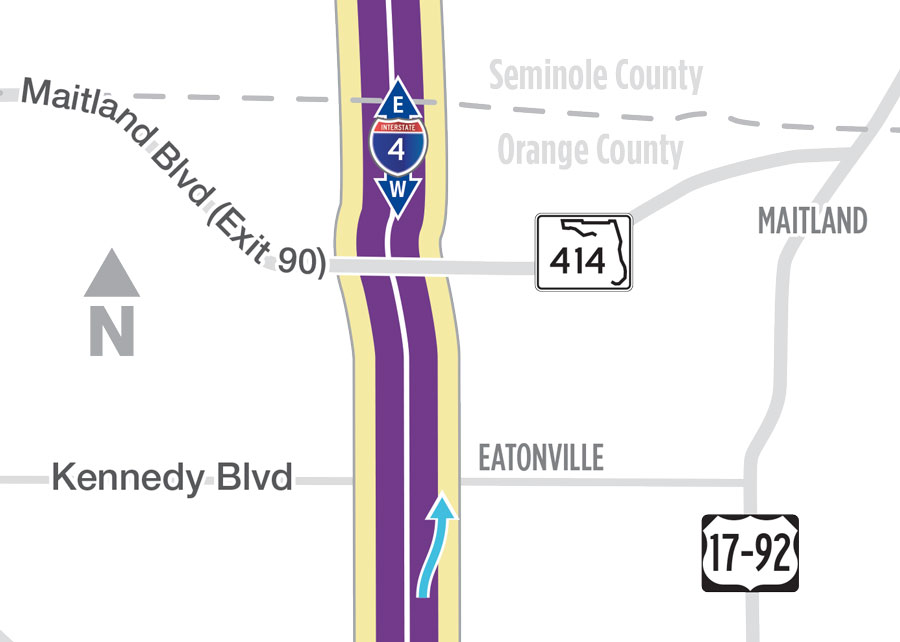 Seminole County
Maitland Blvd (Exit 90)
E
INTERSTATE
4
W
Orange County
MAITLAND
414
N
EATONVILLE
Kennedy Blvd
17-92